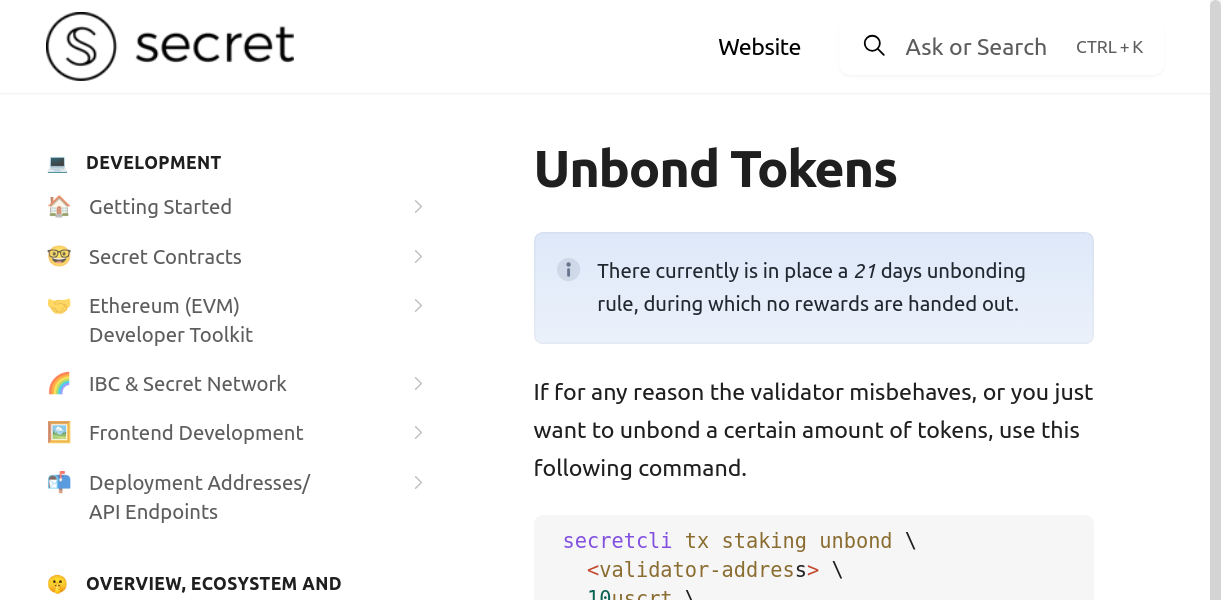 secret
Website
Ask or Search
CTRL + K
DEVELOPMENT
Getting Started
Secret Contracts
Ethereum (EVM)
Developer Toolkit
IBC & Secret Network
Frontend Development
Deployment Addresses/
API Endpoints
OVERVIEW, ECOSYSTEM AND
Unbond Tokens
There currently is in place a 21 days unbonding
rule, during which no rewards are handed out.
If for any reason the validator misbehaves, or you just
want to unbond a certain amount of tokens, use this
following command.
secretcli tx staking unbond \
<validator-address> \
10uscrt \